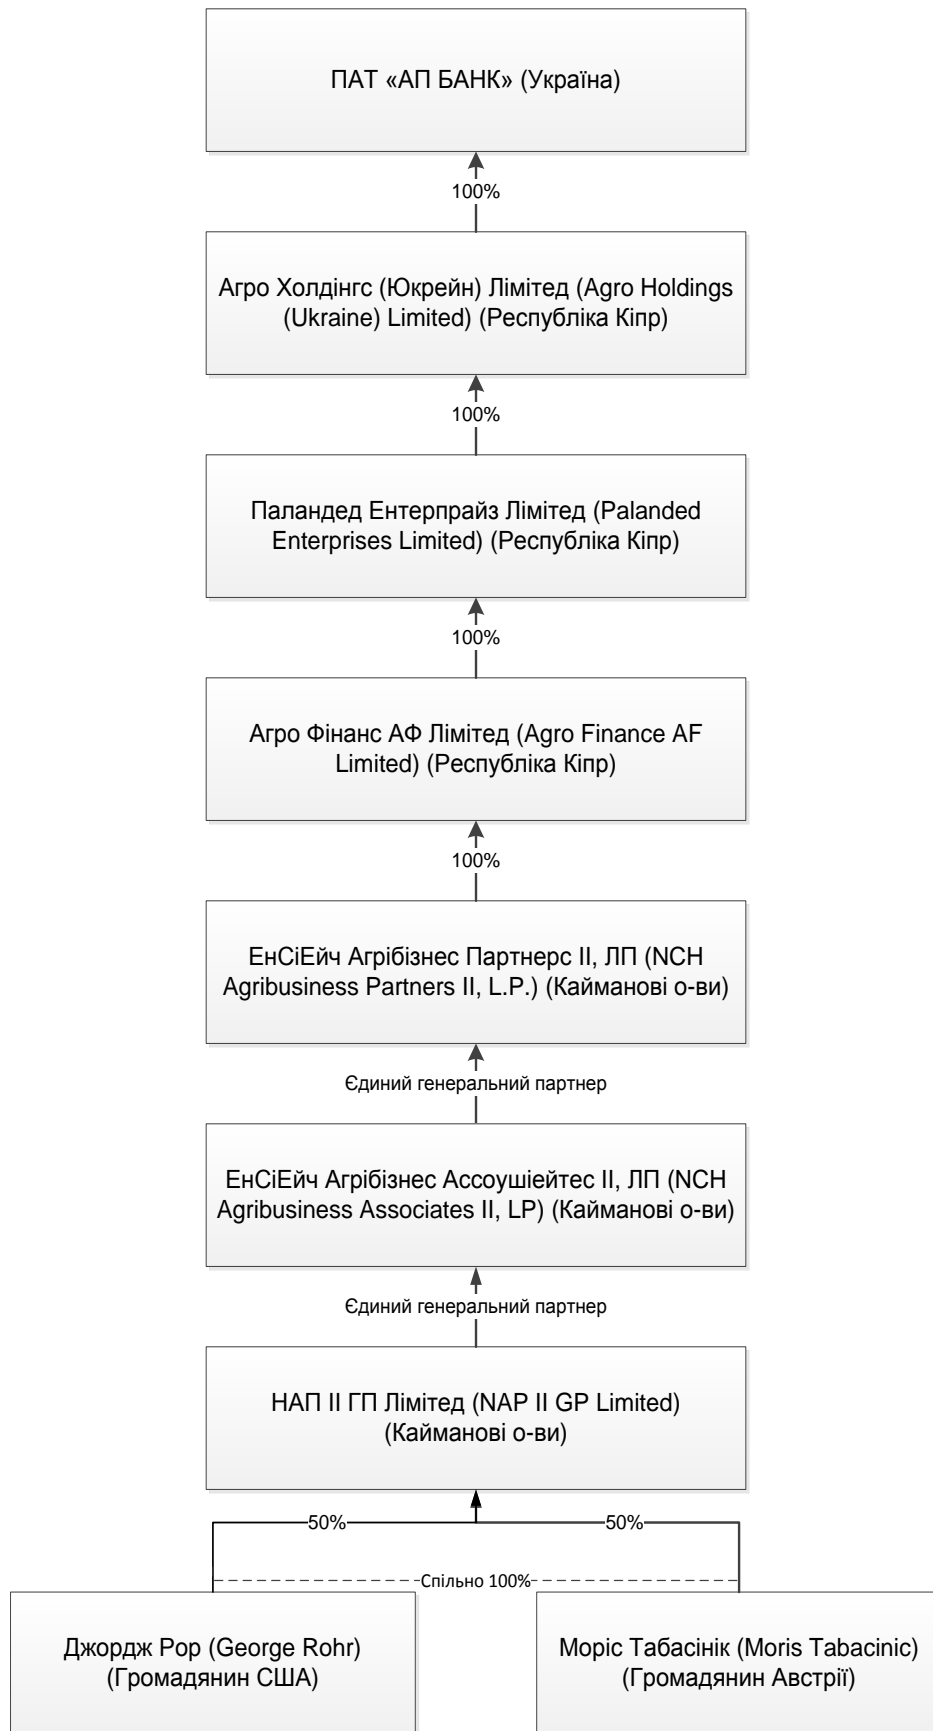 ПАТ «АП БАНК» (Україна)
100%
Агро Холдінгс (Юкрейн) Лімітед (Agro Holdings
(Ukraine) Limited) (Республіка Кіпр)
100%
Паландед Ентерпрайз Лімітед (Palanded
Enterprises Limited) (Республіка Кіпр)
100%
Агро Фінанс АФ Лімітед (Agro Finance AF
Limited) (Республіка Кіпр)
100%
ЕнСіЕйч Агрібізнес Партнерс ІІ, ЛП (NCH
Agribusiness Partners II, L.P.) (Кайманові о-ви)
Єдиний генеральний партнер
ЕнСіЕйч Агрібізнес Ассоушіейтес ІІ, ЛП (NCH
Agribusiness Associates II, LP) (Кайманові о-ви)
Єдиний генеральний партнер
НАП ІІ ГП Лімітед (NAP II GP Limited)
(Кайманові о-ви)
50%
50%
Спільно 100%
Джордж Рор (George Rohr)
(Громадянин США)
Моріс Табасінік (Moris Tabacinic)
(Громадянин Австрії)